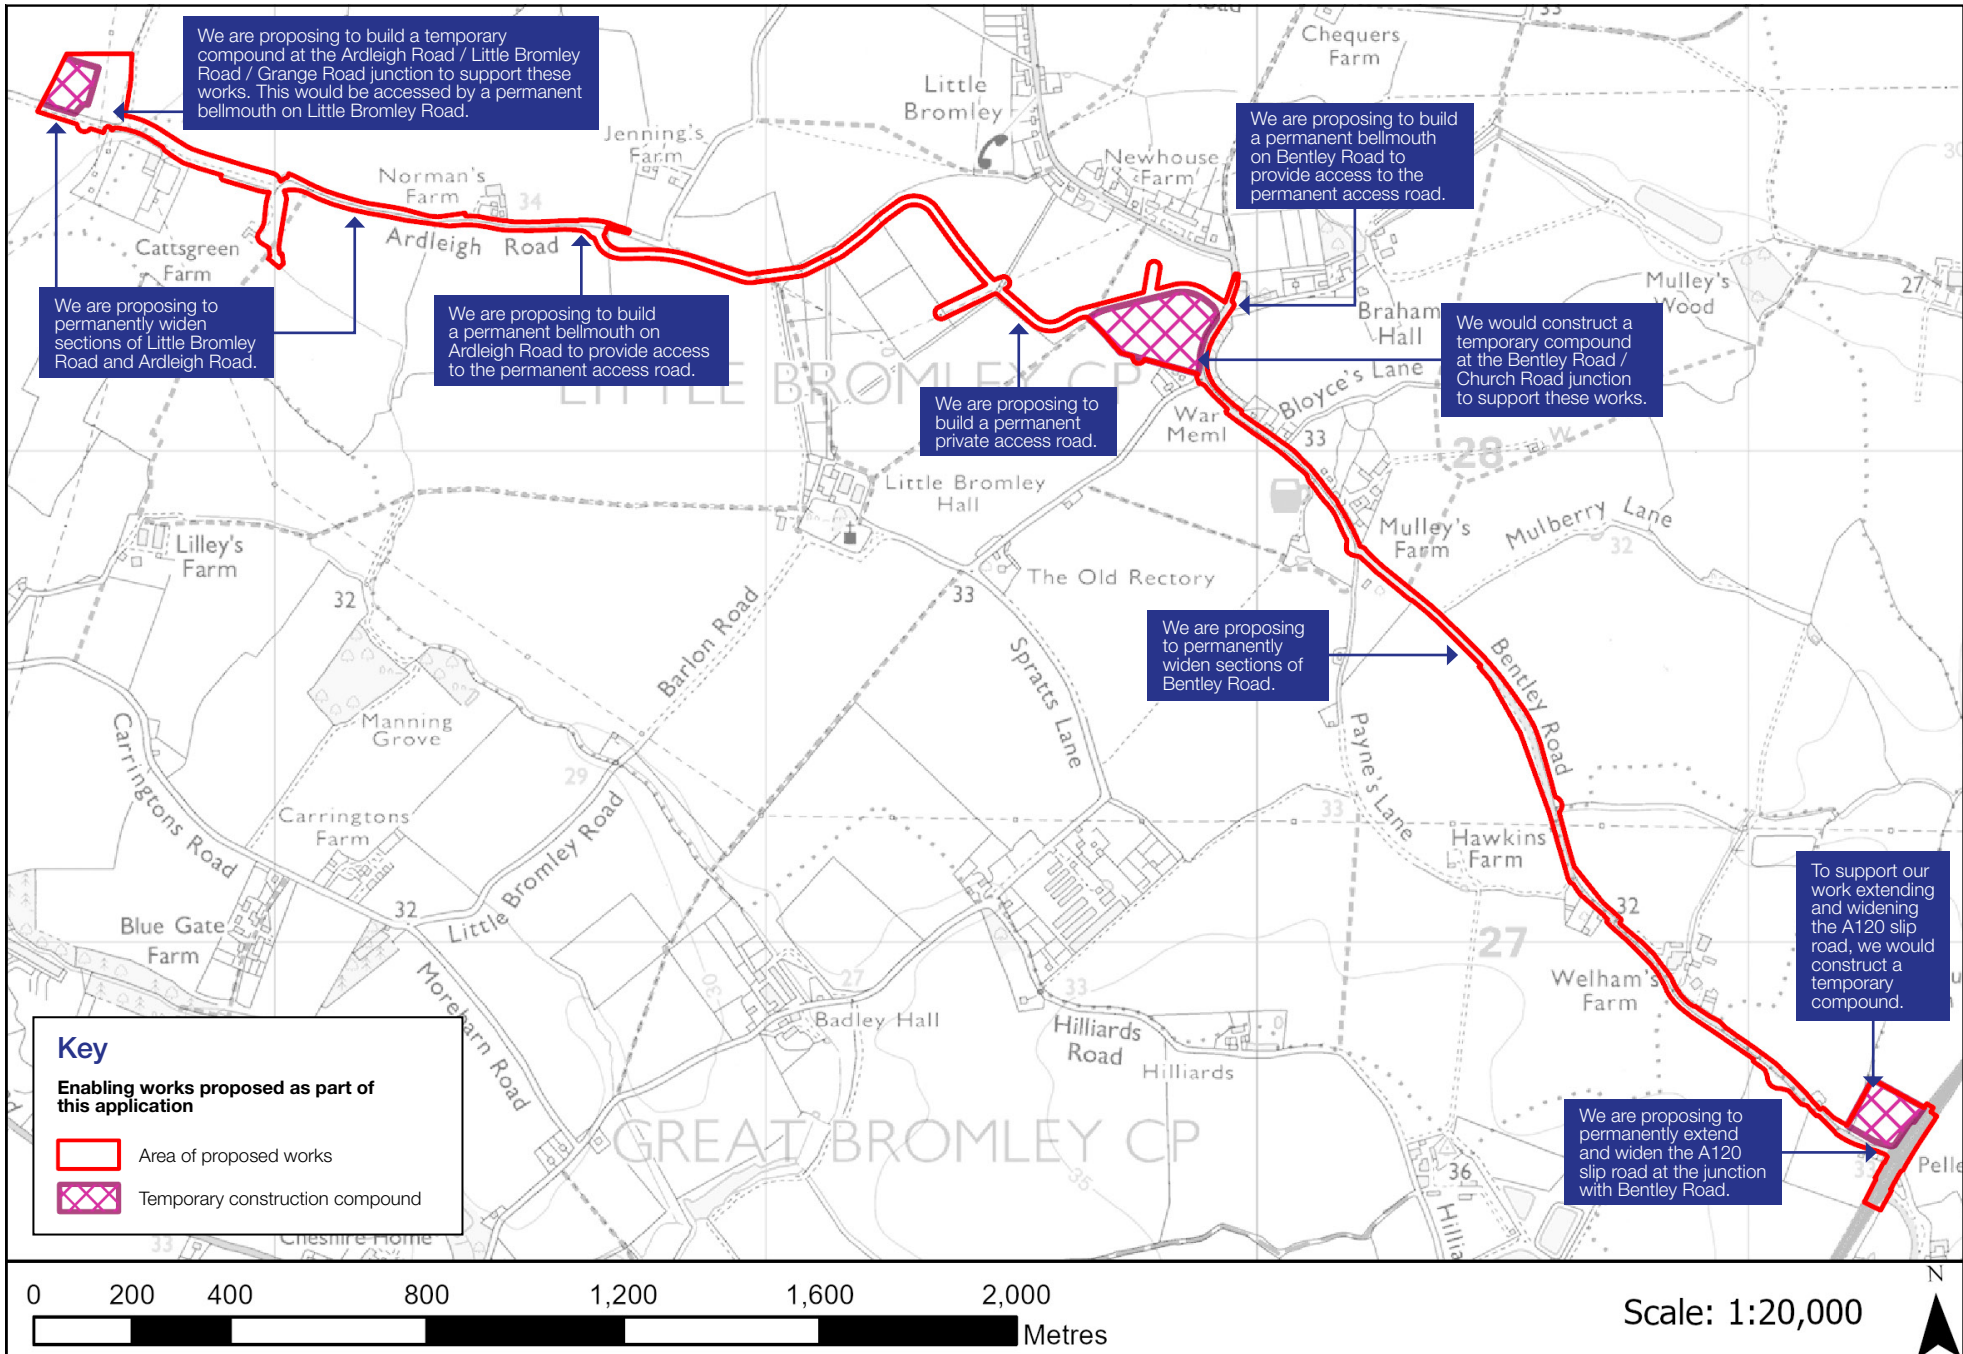 We are proposing to build a temporary
compound at the Ardleigh Road / Little Bromley
Road / Grange Road junction to support these
works. This would be accessed by a permanent
bellmouth on Little Bromley Road.
Chequers
Farm
33
Little
Bromley
Jenning's
Farm
We are proposing to build
a permanent bellmouth
on Bentley Road to
provide access to the
permanent access road.
Newhouse
Farm
30
Norman's
Farm
34
Ardleigh Road
Cattsgreen
Farm
We are proposing to
permanently widen
sections of Little Bromley
Road and Ardleigh Road.
We are proposing to build
a permanent bellmouth on
Ardleigh Road to provide access
to the permanent access road.
Mulley's
Wood
27
Braham
Hall
We would construct a
temporary compound
at the Bentley Road /
Church Road junction
to support these works.
LITTLE BROMLEY CP
We are proposing to
build a permanent
private access road.
Bloyce's Lane
War
Meml
33
28
W
Little Bromley
Hall
Mulley's
Farm
Mulberry Lane
32
Lilley's
Farm
The Old Rectory
33
32
Barlon Road
Spratts Lane
We are proposing
to permanently
widen sections of
Bentley Road.
Bentley Road
Manning
Grove
29
Carringtons Road
Payne's Lane
33
Carringtons
Farm
Little Bromley Road
32
Hawkins
Farm
32
To support our
work extending
and widening
the A120 slip
road, we would
construct a
temporary
compound.
Blue Gate
Farm
27
27
30
Welham's
Farm
Badley Hall
33
Hilliards
Road
Hilliards
Moreharn Road
GREAT BROMLEY CP
35
36
We are proposing to
permanently extend
and widen the A120
slip road at the junction
with Bentley Road.
33
Pelle
Hillia
Key
Enabling works proposed as part of
this application
Area of proposed works
Temporary construction compound
33
Cheshire Home
0 200 400 800 1,200 1,600 2,000
Metres
Scale: 1:20,000
N